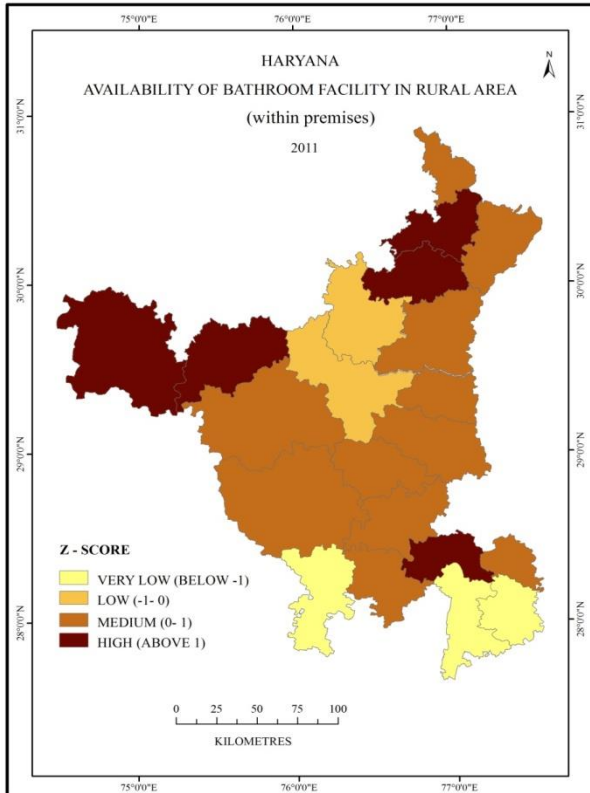 75°0'0"E 76°0'0"E 77°0'0"E
N
HARYANA
AVAILABILITY OF BATHROOM FACILITY IN RURAL AREA
(within premises)
2011
31°0'0"N 31°0'0"N
30°0'0"N 30°0'0"N
29°0'0"N 29°0'0"N
28°0'0"N 28°0'0"N
Z - SCORE
VERY LOW (BELOW -1)
LOW (-1- 0)
MEDIUM (0- 1)
HIGH (ABOVE 1)
0 25 50 75 100
KILOMETRES
75°0'0"E 76°0'0"E 77°0'0"E